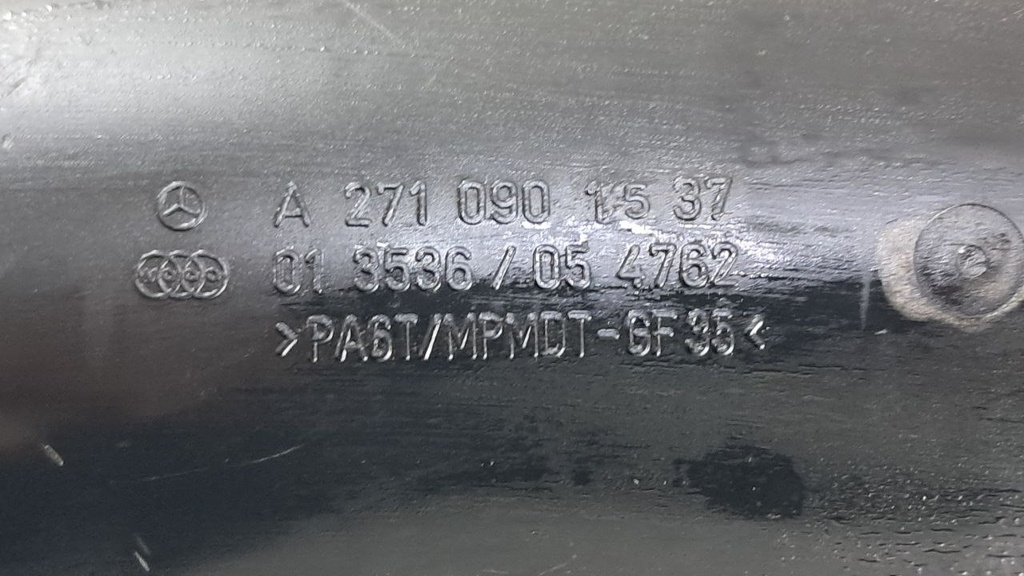 A 271 090 15 37
01 3536 / 05 4762
>PA6T/MPMDT-GF35<